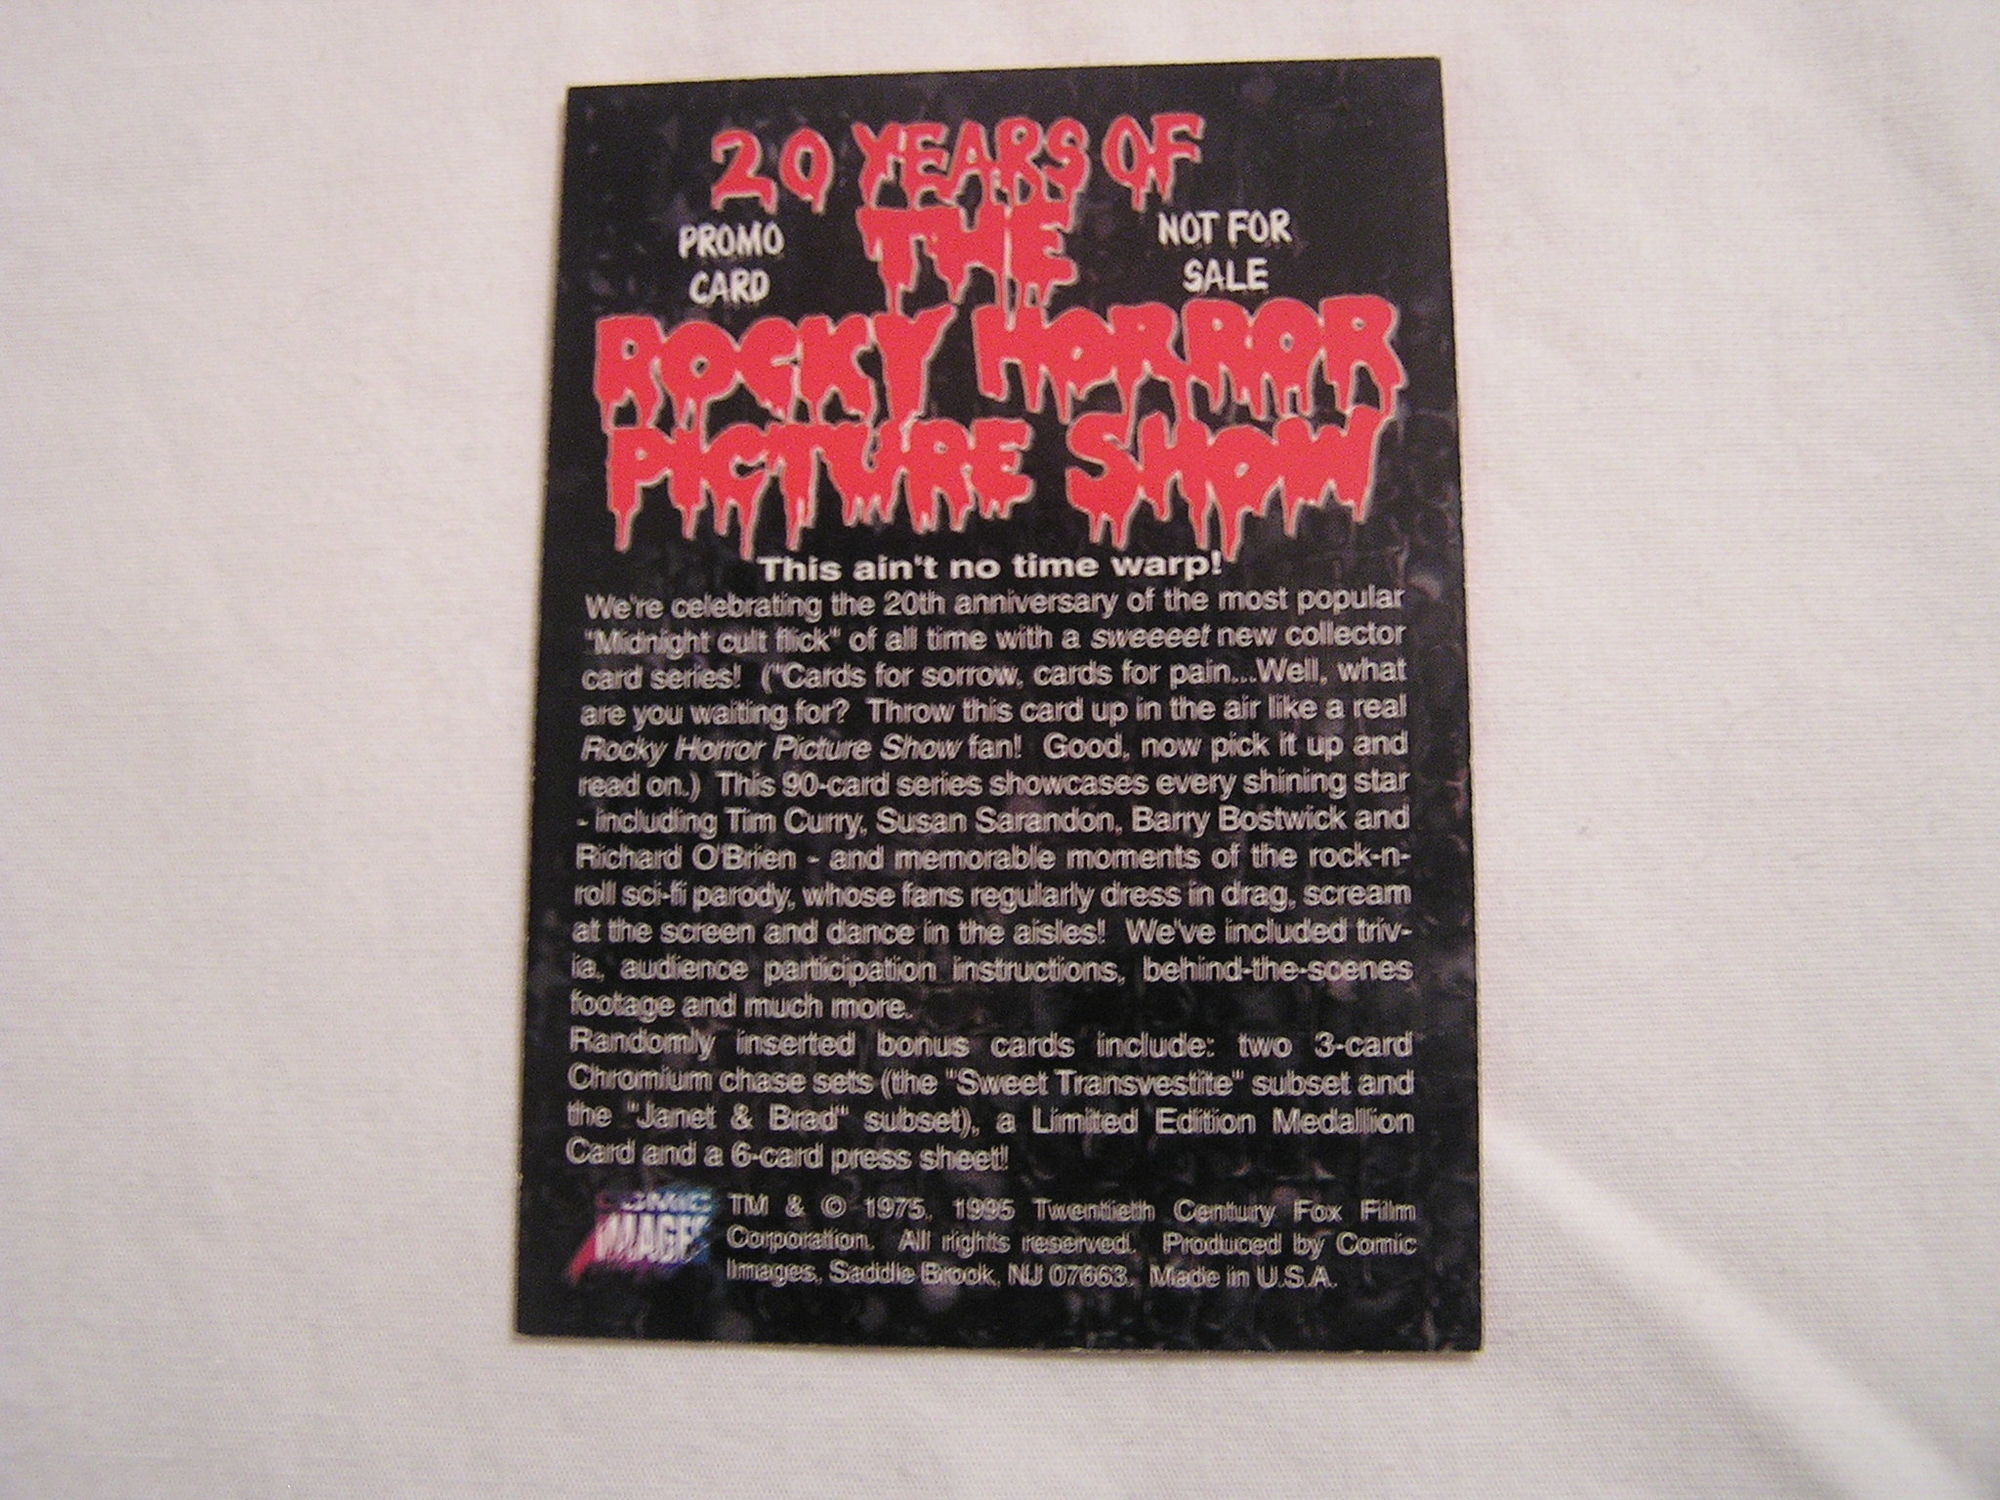 20 YEARS OF
PROMO CARD
THE
NOT FOR SALE
ROCKY HORROR
PICTURE SHOW
This ain't no time warp!
We're celebrating the 20th anniversary of the most popular
"Midnight cult flick" of all time with a sweeeet new collector
card series!  ("Cards for sorrow, cards for pain...Well, what
are you waiting for?  Throw this card up in the air like a real
Rocky Horror Picture Show fan!  Good, now pick it up and
read on.)  This 90-card series showcases every shining star
- including Tim Curry, Susan Sarandon, Barry Bostwick and
Richard O'Brien - and memorable moments of the rock-n-
roll sci-fi parody, whose fans regularly dress in drag, scream
at the screen and dance in the aisles!  We've included triv-
ia, audience participation instructions, behind-the-scenes
footage and much more.
Randomly inserted bonus cards include: two 3-card
Chromium chase sets (the "Sweet Transvestite" subset and
the "Janet & Brad" subset), a Limited Edition Medallion
Card and a 6-card press sheet!
COMIC
IMAGES
TM & © 1975, 1995 Twentieth Century Fox Film
Corporation.  All rights reserved.  Produced by Comic
Images, Saddle Brook, NJ 07663.  Made in U.S.A.